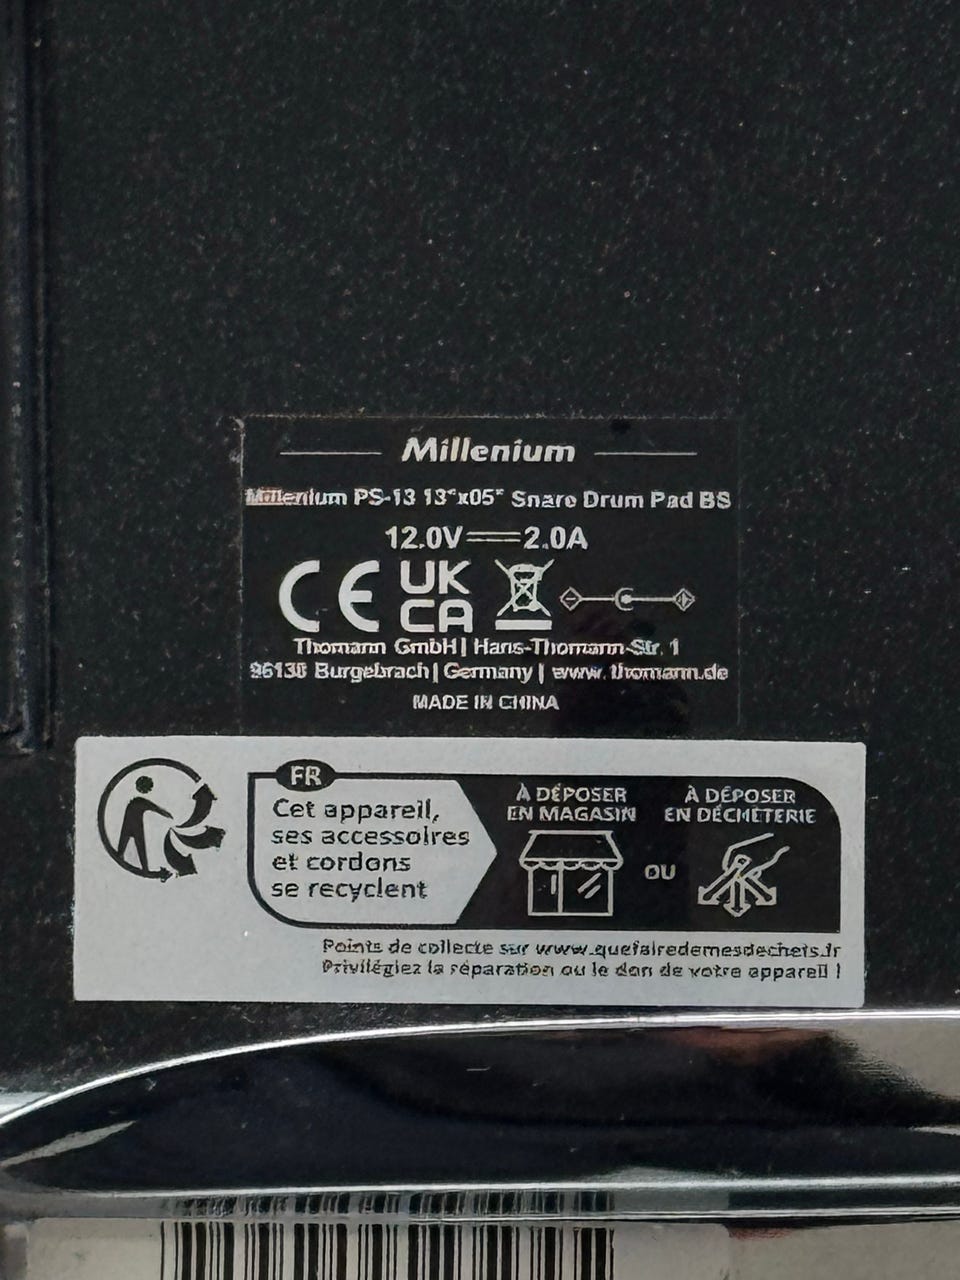 Millenium
Millenium PS-13 13"x05" Snare Drum Pad BS
12.0V 2.0A
CE UK
CA
Thomann GmbH | Hans-Thomann-Str. 1
96138 Burgebrach | Germany | www.thomann.de
MADE IN CHINA
FR
Cet appareil,
ses accessoires
et cordons
se recyclent
À DÉPOSER
EN MAGASIN
OU
À DÉPOSER
EN DÉCHÈTERIE
Points de collecte sur www.quefairedemesdechets.fr
Privilégiez la réparation ou le don de votre appareil !